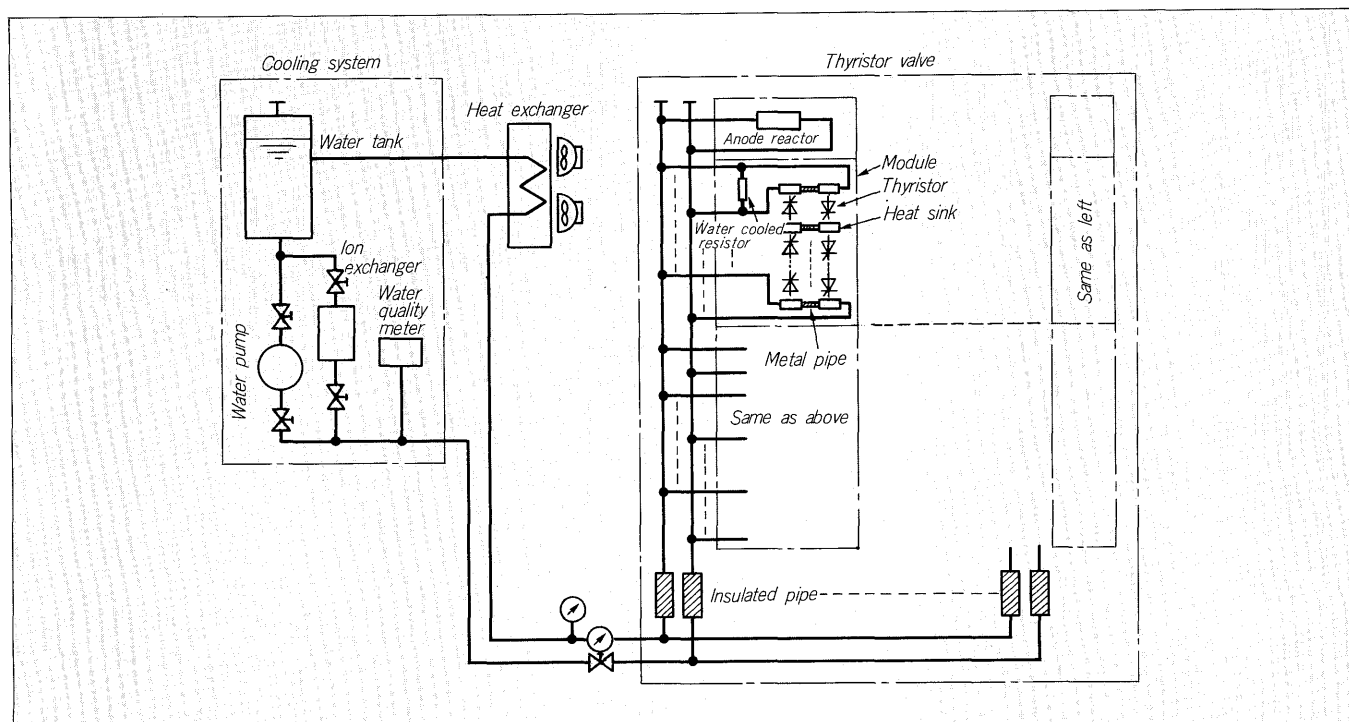 Cooling system
Water tank
Heat exchanger
Ion
exchanger
Water
quality
meter
Water pump
Thyristor valve
Anode reactor
Module
Thyristor
Heat sink
Water cooled
resistor
Metal pipe
Same as above
Same as left
Insulated pipe